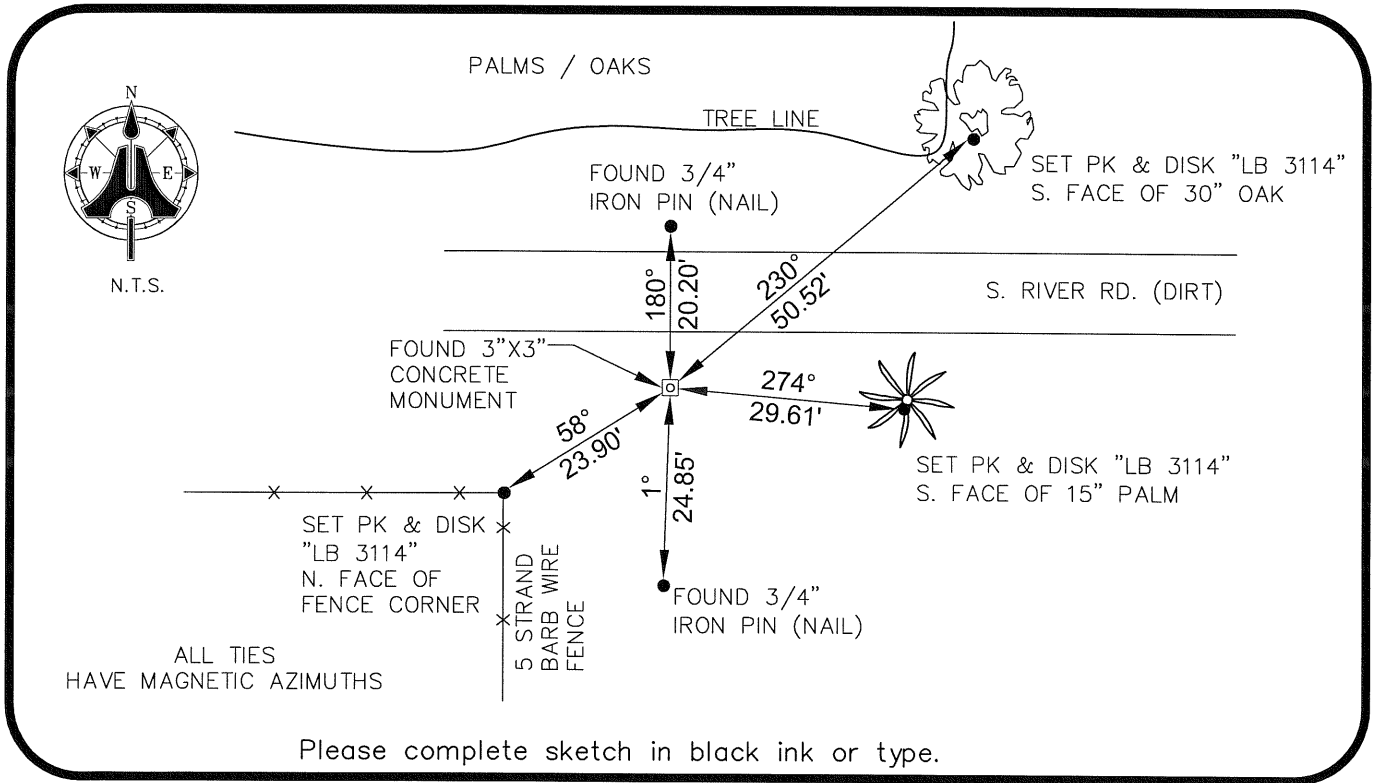 PALMS / OAKS
N
W
E
S
N.T.S.
TREE LINE
FOUND 3/4"
IRON PIN (NAIL)
SET PK & DISK "LB 3114"
S. FACE OF 30" OAK
180°
20.20'
230°
50.52'
S. RIVER RD. (DIRT)
FOUND 3"X3"
CONCRETE
MONUMENT
274°
29.61'
58°
23.90'
1°
24.85'
SET PK & DISK "LB 3114"
S. FACE OF 15" PALM
SET PK & DISK
"LB 3114"
N. FACE OF
FENCE CORNER
5 STRAND
BARB WIRE
FENCE
FOUND 3/4"
IRON PIN (NAIL)
ALL TIES
HAVE MAGNETIC AZIMUTHS
Please complete sketch in black ink or type.